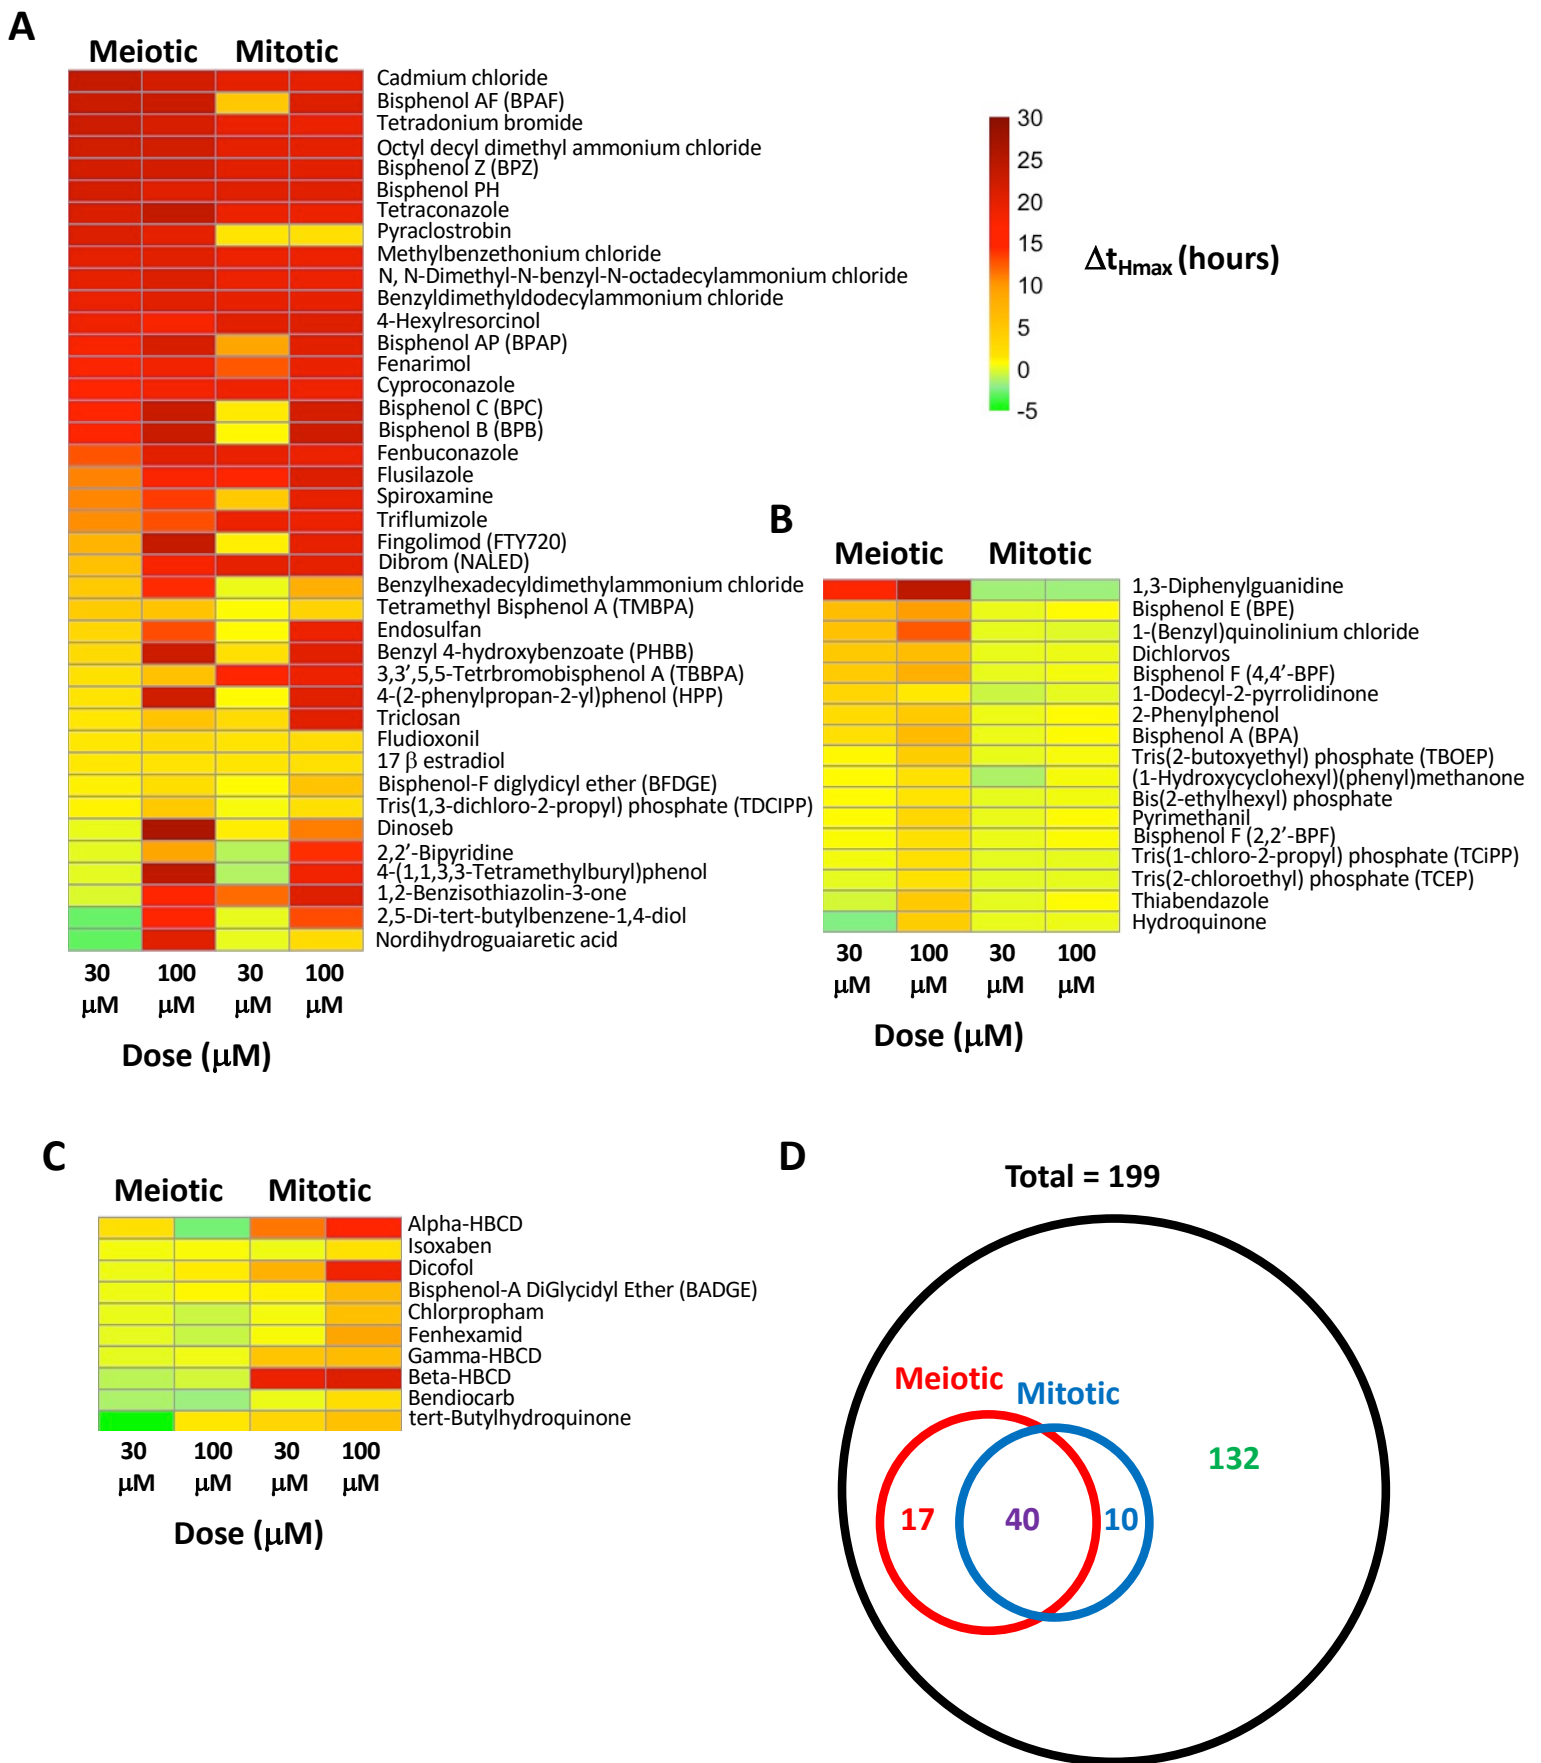 A
Meiotic Mitotic
Cadmium chloride
Bisphenol AF (BPAF)
Tetradonium bromide
Octyl decyl dimethyl ammonium chloride
Bisphenol Z (BPZ)
Bisphenol PH
Tetraconazole
Pyraclostrobin
Methylbenzethonium chloride
N, N-Dimethyl-N-benzyl-N-octadecylammonium chloride
Benzyldimethyldodecylammonium chloride
4-Hexylresorcinol
Bisphenol AP (BPAP)
Fenarimol
Cyproconazole
Bisphenol C (BPC)
Bisphenol B (BPB)
Fenbuconazole
Flusilazole
Spiroxamine
Triflumizole
Fingolimod (FTY720)
Dibrom (NALED)
Benzylhexadecyldimethylammonium chloride
Tetramethyl Bisphenol A (TMBPA)
Endosulfan
Benzyl 4-hydroxybenzoate (PHBB)
3,3’,5,5-Tetrbromobisphenol A (TBBPA)
4-(2-phenylpropan-2-yl)phenol (HPP)
Triclosan
Fludioxonil
17 β estradiol
Bisphenol-F diglydicyl ether (BFDGE)
Tris(1,3-dichloro-2-propyl) phosphate (TDCIPP)
Dinoseb
2,2’-Bipyridine
4-(1,1,3,3-Tetramethylburyl)phenol
1,2-Benzisothiazolin-3-one
2,5-Di-tert-butylbenzene-1,4-diol
Nordihydroguaiaretic acid
30 100 30 100
μM μM μM μM
Dose (μM)
30
25
20
15
10
5
0
-5
ΔtHmax (hours)
B
Meiotic Mitotic
1,3-Diphenylguanidine
Bisphenol E (BPE)
1-(Benzyl)quinolinium chloride
Dichlorvos
Bisphenol F (4,4’-BPF)
1-Dodecyl-2-pyrrolidinone
2-Phenylphenol
Bisphenol A (BPA)
Tris(2-butoxyethyl) phosphate (TBOEP)
(1-Hydroxycyclohexyl)(phenyl)methanone
Bis(2-ethylhexyl) phosphate
Pyrimethanil
Bisphenol F (2,2’-BPF)
Tris(1-chloro-2-propyl) phosphate (TCiPP)
Tris(2-chloroethyl) phosphate (TCEP)
Thiabendazole
Hydroquinone
30 100 30 100
μM μM μM μM
Dose (μM)
C
Meiotic Mitotic
Alpha-HBCD
Isoxaben
Dicofol
Bisphenol-A DiGlycidyl Ether (BADGE)
Chlorpropham
Fenhexamid
Gamma-HBCD
Beta-HBCD
Bendiocarb
tert-Butylhydroquinone
30 100 30 100
μM μM μM μM
Dose (μM)
D
Total = 199
Meiotic Mitotic
132
17 40 10